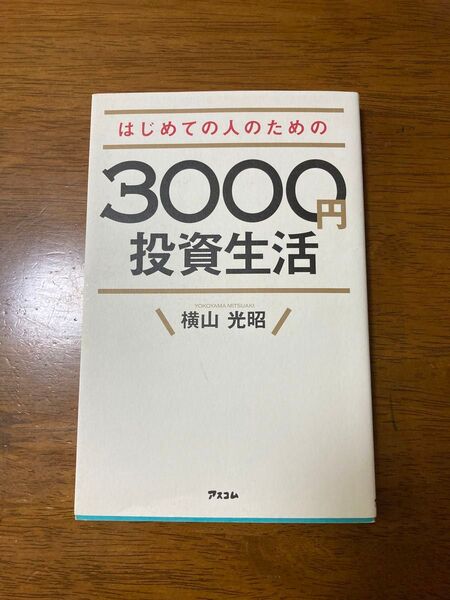 はじめての人のための
3000円
投資生活
YOKOYAMA MITSUAKI
横山 光昭
アスコム